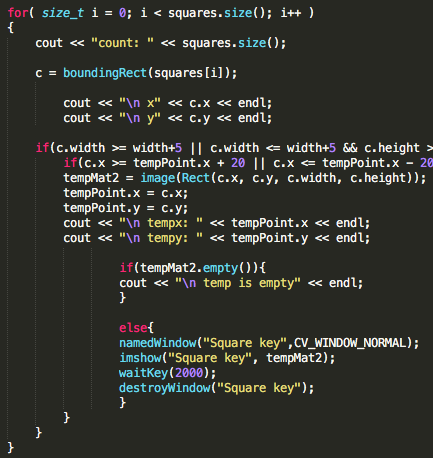 for( size_t i = 0; i < squares.size(); i++ )
{
cout << "count: " << squares.size();
c = boundingRect(squares[i]);
cout << "\n x" << c.x << endl;
cout << "\n y" << c.y << endl;
if(c.width >= width+5 || c.width <= width+5 && c.height >
if(c.x >= tempPoint.x + 20 || c.x <= tempPoint.x - 20
tempMat2 = image(Rect(c.x, c.y, c.width, c.height));
tempPoint.x = c.x;
tempPoint.y = c.y;
cout << "\n tempx: " << tempPoint.x << endl;
cout << "\n tempy: " << tempPoint.y << endl;
if(tempMat2.empty()){
cout << "\n temp is empty" << endl;
}
else{
namedWindow("Square key",CV_WINDOW_NORMAL);
imshow("Square key", tempMat2);
waitKey(2000);
destroyWindow("Square key");
}
}
}
}